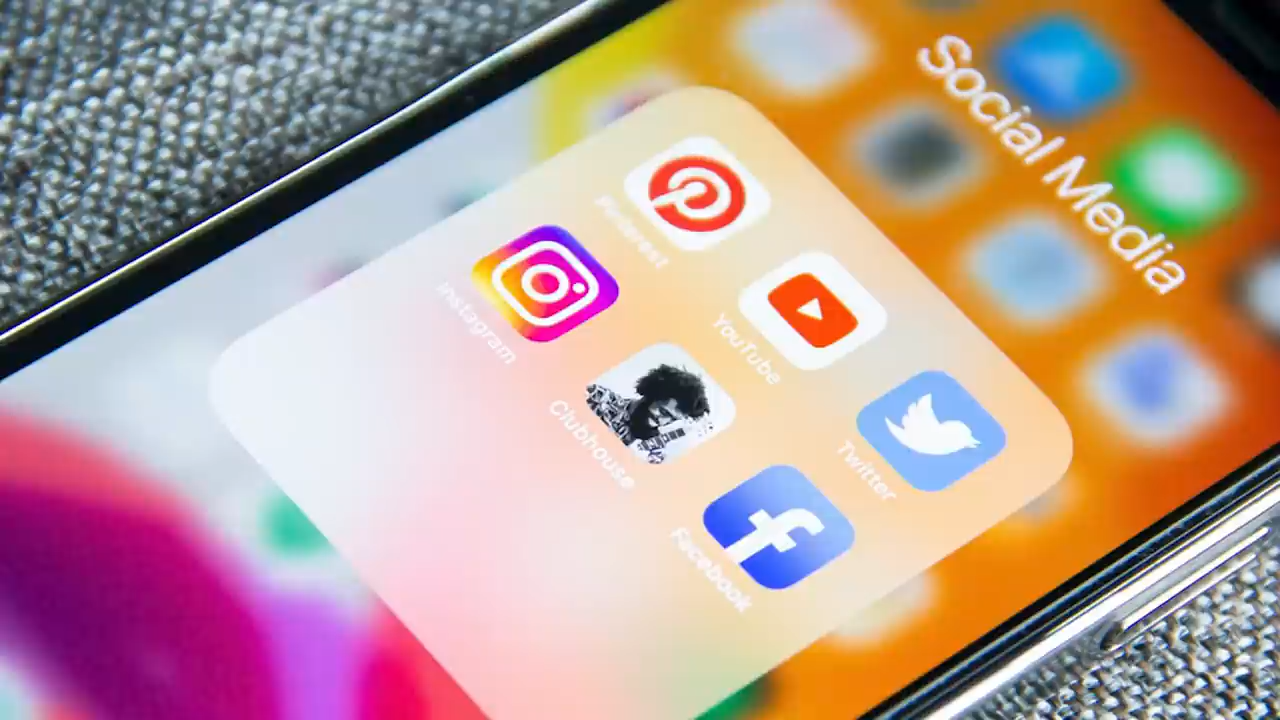 Social Media
Pinterest
YouTube
Twitter
Instagram
Clubhouse
Facebook